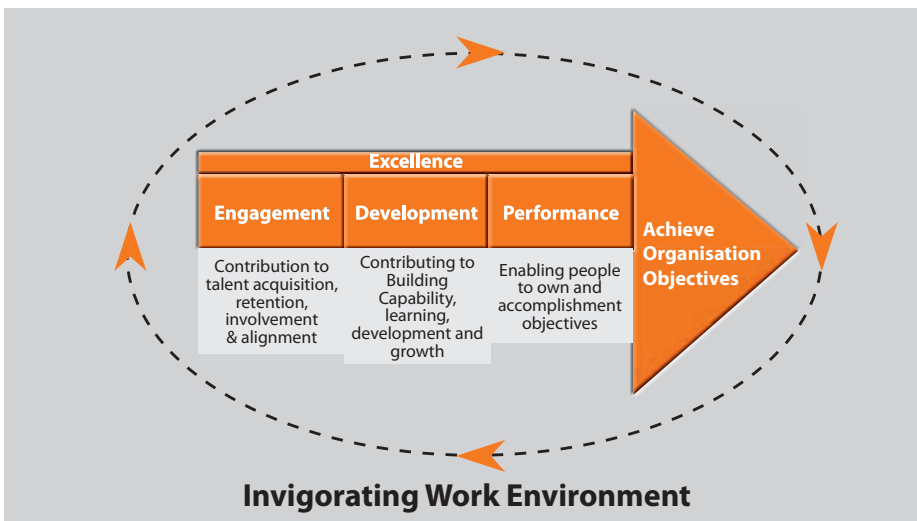 Excellence
Engagement
Development
Performance
Achieve
Organisation
Objectives
Contribution to
talent acquisition,
retention,
involvement
& alignment
Contributing to
Building
Capability,
learning,
development and
growth
Enabling people
to own and
accomplishment
objectives
Invigorating Work Environment